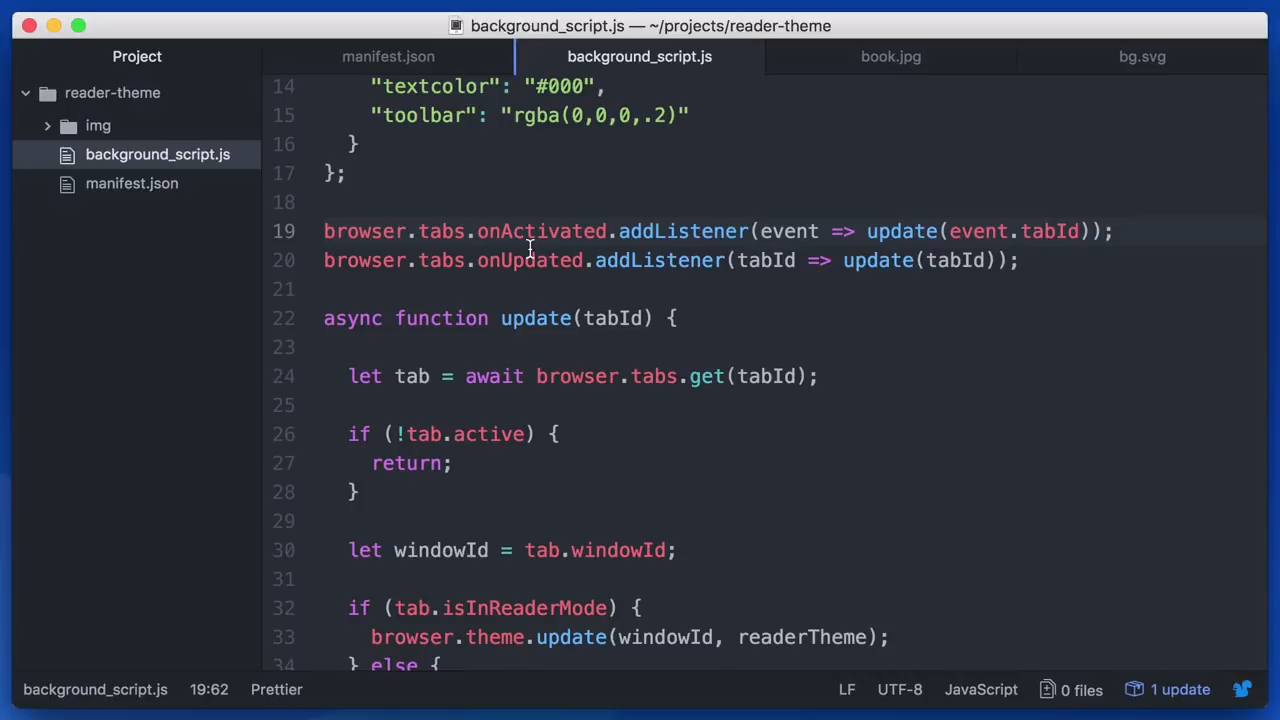 background_script.js — ~/projects/reader-theme
Project
manifest.json
background_script.js
book.jpg
bg.svg
reader-theme
img
background_script.js
manifest.json
14 "textcolor": "#000",
15 "toolbar": "rgba(0,0,0,.2)"
16 }
17 };
18
19 browser.tabs.onActivated.addListener(event => update(event.tabId));
20 browser.tabs.onUpdated.addListener(tabId => update(tabId));
21
22 async function update(tabId) {
23
24 let tab = await browser.tabs.get(tabId);
25
26 if (!tab.active) {
27 return;
28 }
29
30 let windowId = tab.windowId;
31
32 if (tab.isInReaderMode) {
33 browser.theme.update(windowId, readerTheme);
34 } else {
background_script.js 19:62 Prettier LF UTF-8 JavaScript 0 files 1 update